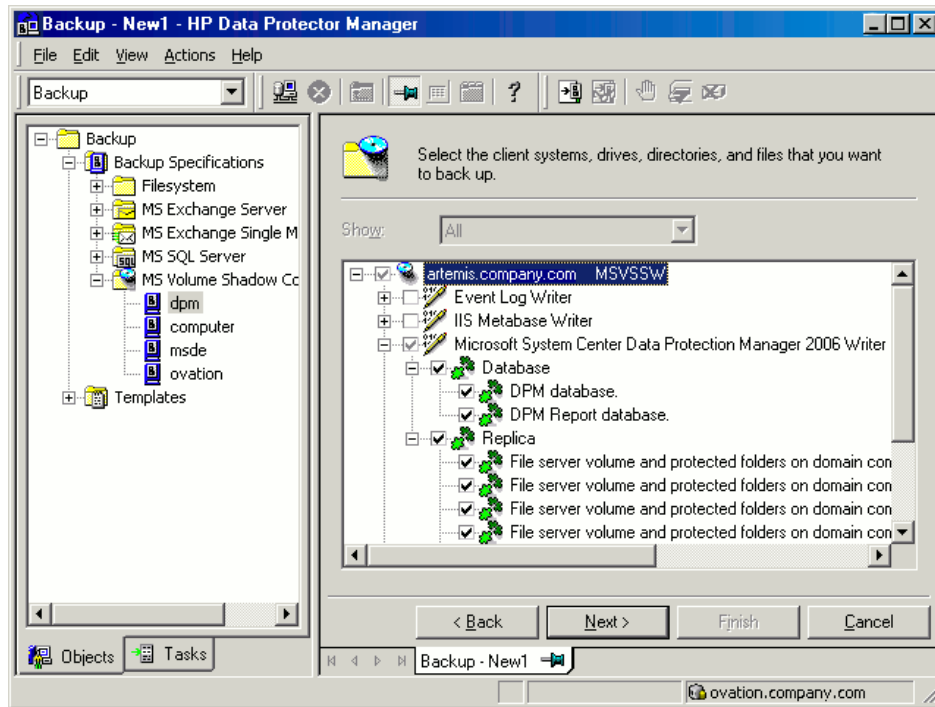 Backup - New1 - HP Data Protector Manager
File Edit View Actions Help
Backup
Backup
Backup Specifications
Filesystem
MS Exchange Server
MS Exchange Single M
MS SQL Server
MS Volume Shadow Cc
dpm
computer
msde
ovation
Templates
Objects
Tasks
Select the client systems, drives, directories, and files that you want
to back up.
Show:
All
artemis.company.com MSVSSW
Event Log Writer
IIS Metabase Writer
Microsoft System Center Data Protection Manager 2006 Writer
Database
DPM database.
DPM Report database.
Replica
File server volume and protected folders on domain con
File server volume and protected folders on domain con
File server volume and protected folders on domain con
File server volume and protected folders on domain con
< Back
Next >
Finish
Cancel
Backup - New1
ovation.company.com